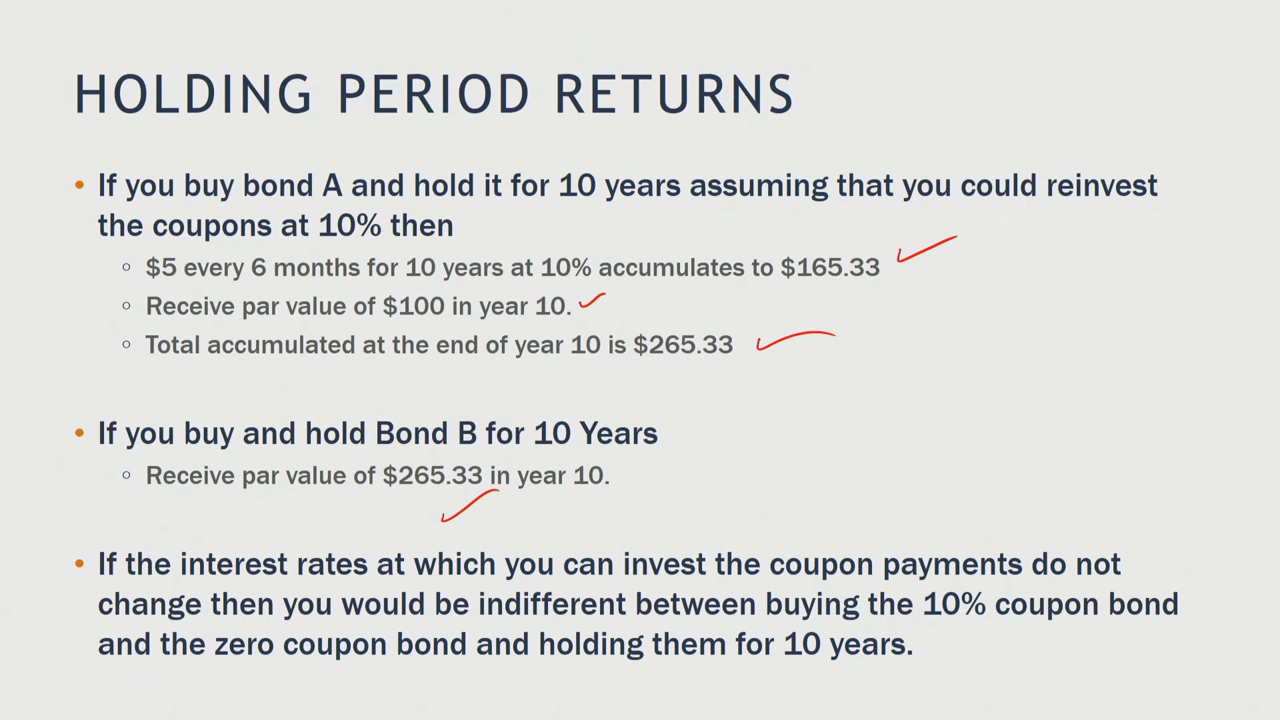 HOLDING PERIOD RETURNS
• If you buy bond A and hold it for 10 years assuming that you could reinvest
the coupons at 10% then
○ $5 every 6 months for 10 years at 10% accumulates to $165.33
○ Receive par value of $100 in year 10.
○ Total accumulated at the end of year 10 is $265.33
• If you buy and hold Bond B for 10 Years
○ Receive par value of $265.33 in year 10.
• If the interest rates at which you can invest the coupon payments do not
change then you would be indifferent between buying the 10% coupon bond
and the zero coupon bond and holding them for 10 years.